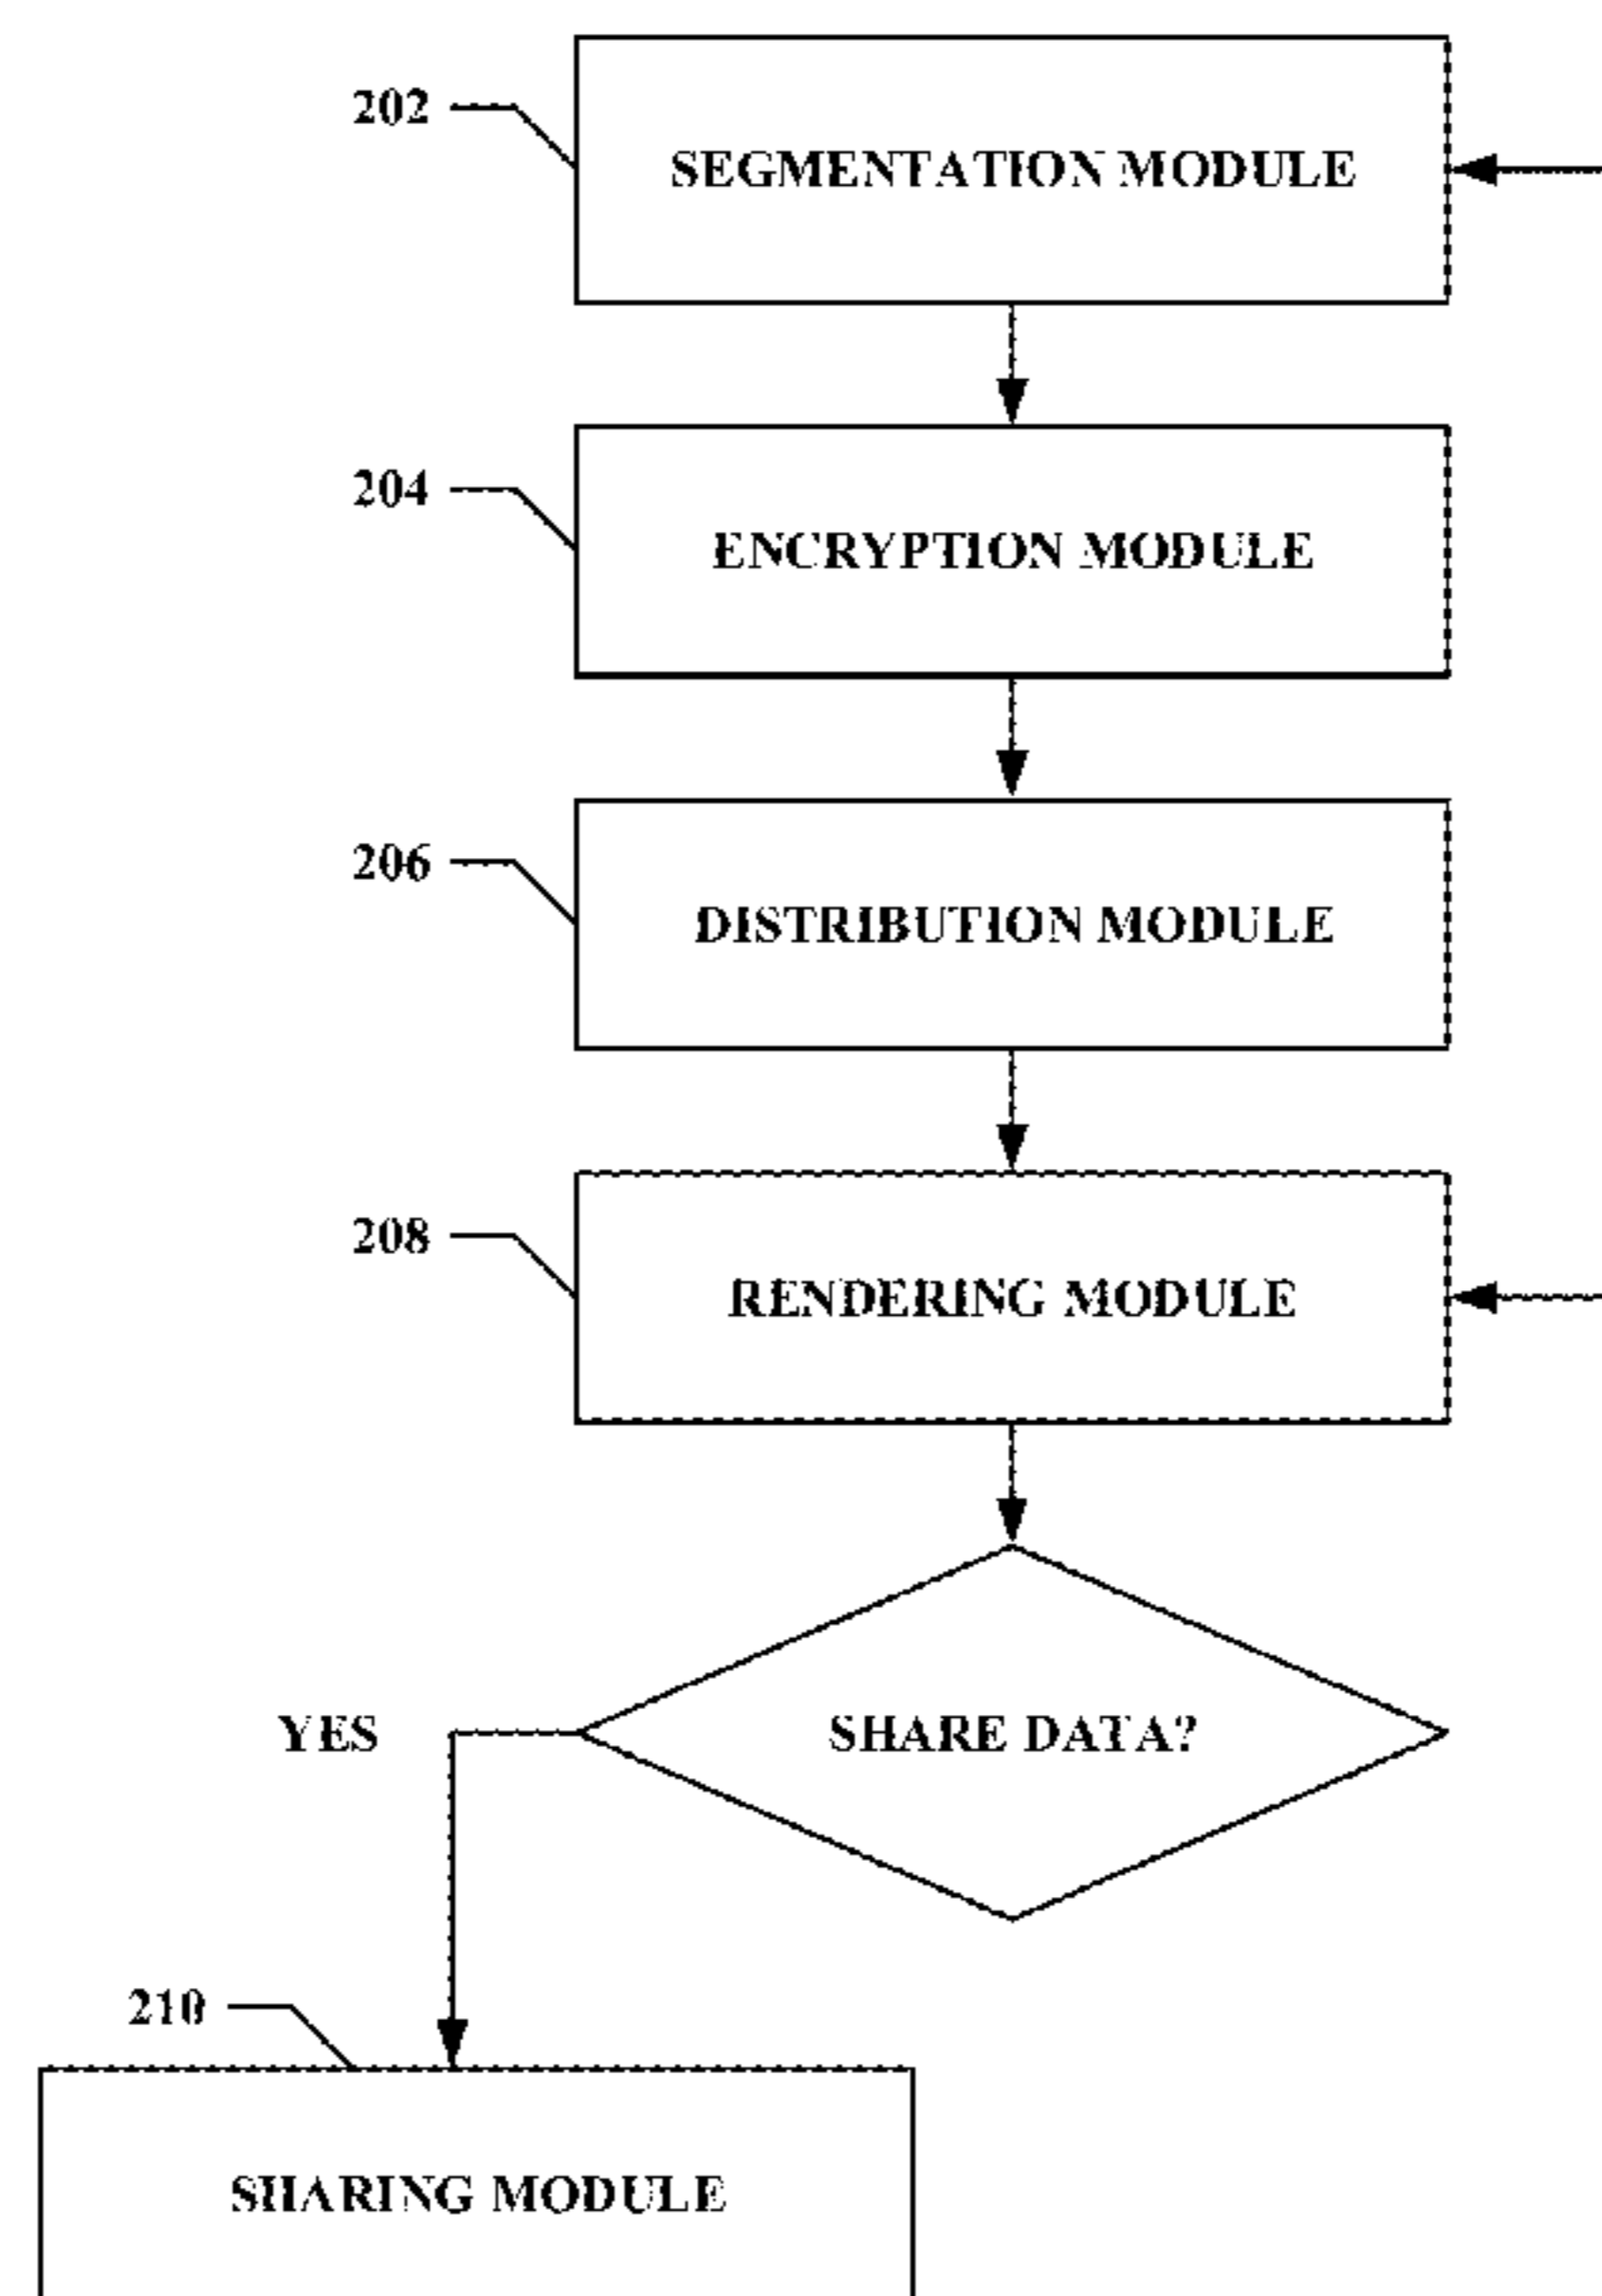 202
SEGMENTATION MODULE
204
ENCRYPTION MODULE
206
DISTRIBUTION MODULE
208
RENDERING MODULE
SHARE DATA?
YES
210
SHARING MODULE